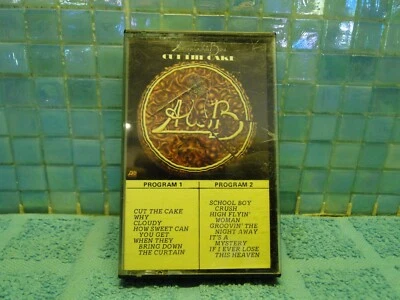 CUT THE CAKE
AWB
PROGRAM 1
CUT THE CAKE
WHY
CLOUDY
HOW SWEET CAN
YOU GET
WHEN THEY
BRING DOWN
THE CURTAIN
PROGRAM 2
SCHOOL BOY
CRUSH
HIGH FLYIN'
WOMAN
GROOVIN' THE
NIGHT AWAY
IT'S A
MYSTERY
IF I EVER LOSE
THIS HEAVEN